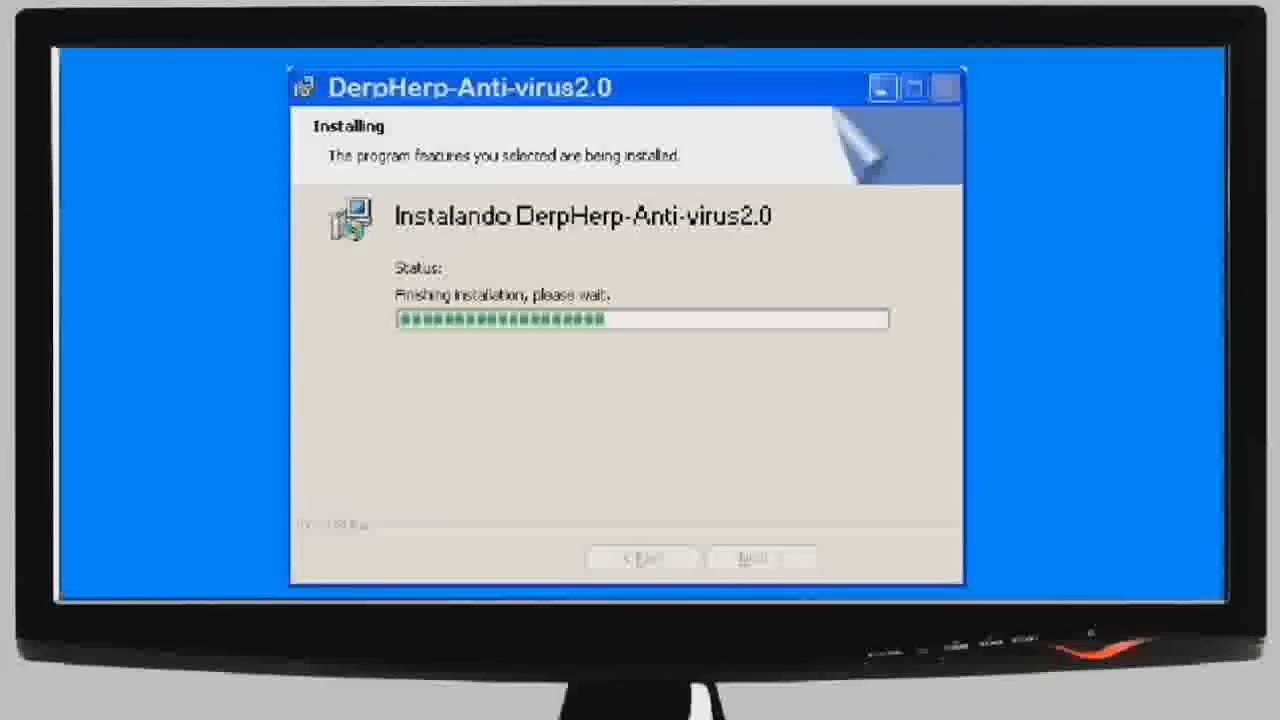 DerpHerp-Anti-virus2.0
Installing
The program features you selected are being installed.
Instalando DerpHerp-Anti-virus2.0
Status:
Finishing installation, please wait.